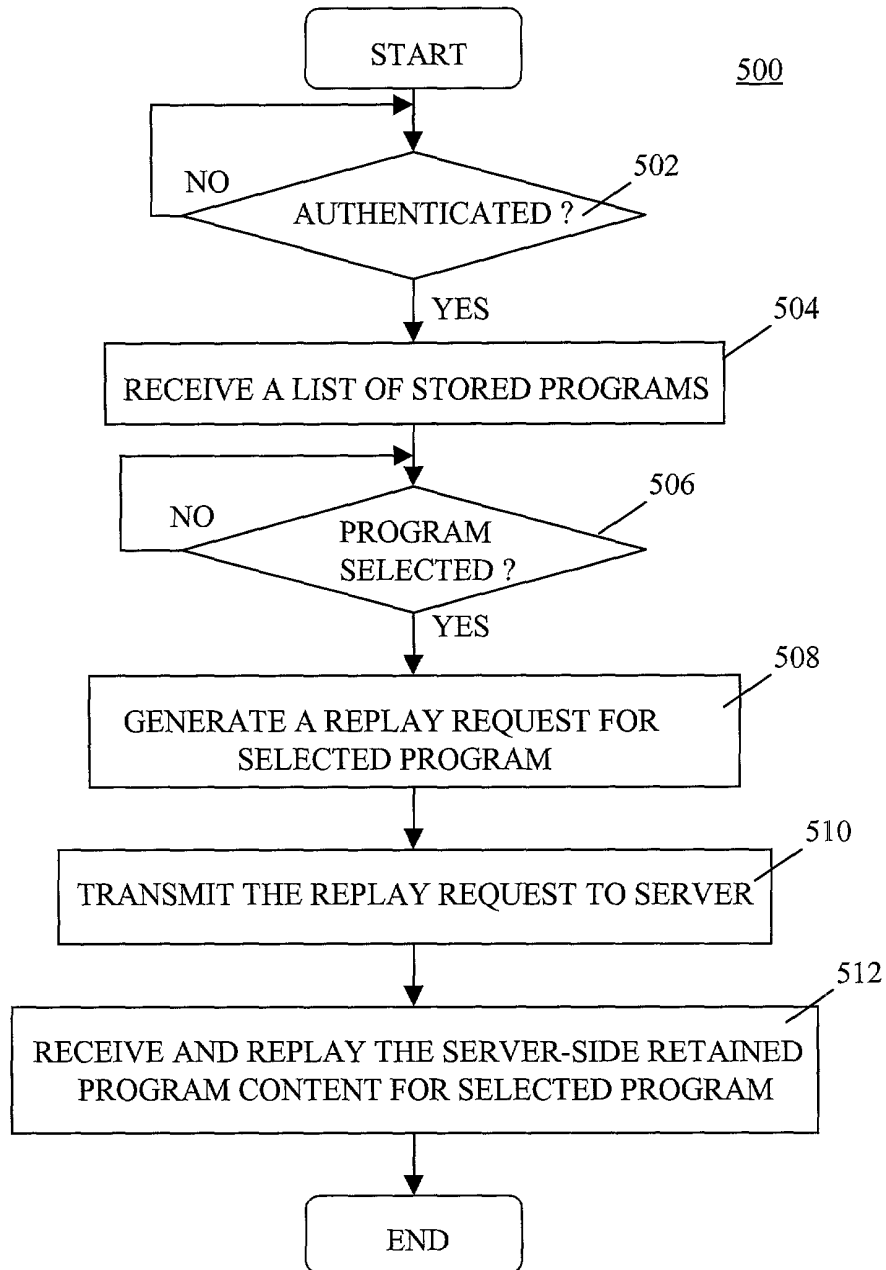 START
500
NO
502
AUTHENTICATED ?
YES
504
RECEIVE A LIST OF STORED PROGRAMS
506
NO
PROGRAM
SELECTED ?
YES
508
GENERATE A REPLAY REQUEST FOR
SELECTED PROGRAM
510
TRANSMIT THE REPLAY REQUEST TO SERVER
512
RECEIVE AND REPLAY THE SERVER-SIDE RETAINED
PROGRAM CONTENT FOR SELECTED PROGRAM
END